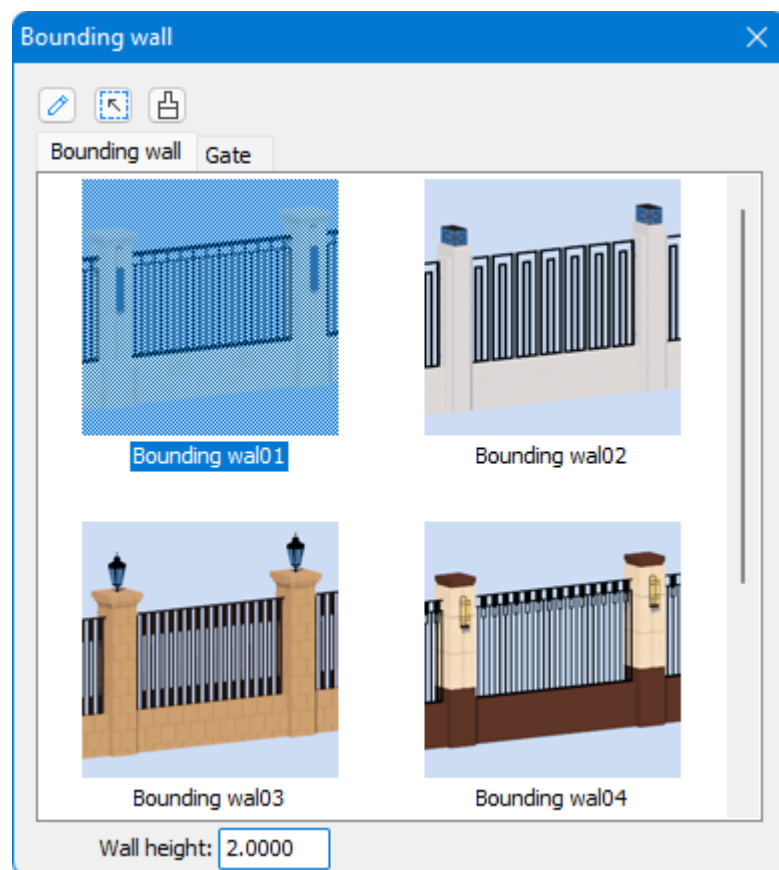 Bounding wall
Bounding wall Gate
Bounding wal01 Bounding wal02
Bounding wal03 Bounding wal04
Wall height: 2.0000